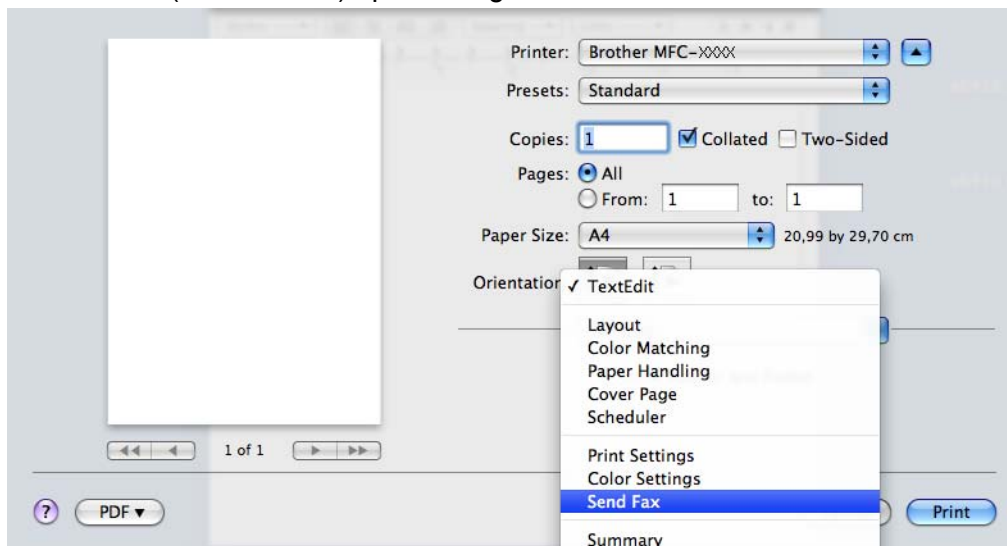 Printer: Brother MFC-XXXX
Presets: Standard
Copies: 1 Collated Two-Sided
Pages: All
From: 1 to: 1
Paper Size: A4 20,99 by 29,70 cm
Orientation
✓ TextEdit
Layout
Color Matching
Paper Handling
Cover Page
Scheduler
1 of 1
Print Settings
Color Settings
Send Fax
? PDF ▼ Print
Summary